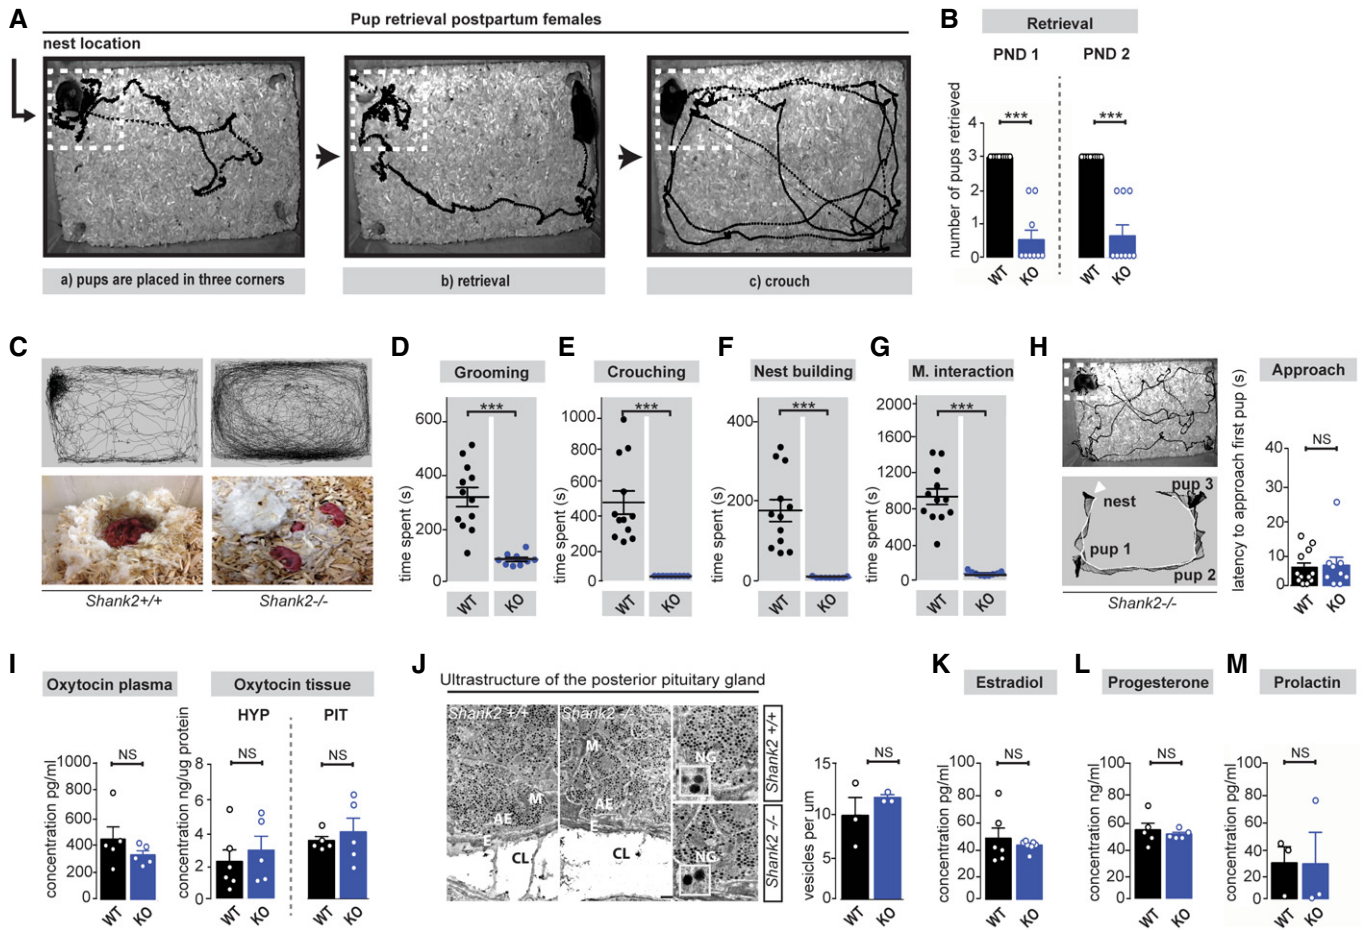 A
Pup retrieval postpartum females
nest location
a) pups are placed in three corners
b) retrieval
c) crouch
B
Retrieval
PND 1
PND 2
number of pups retrieved
4
3
2
1
0
***
***
WT
KO
WT
KO
C
Shank2+/+
Shank2-/-
D
Grooming
time spent (s)
600
400
200
0
***
WT
KO
E
Crouching
time spent (s)
1000
800
600
400
200
0
***
WT
KO
F
Nest building
time spent (s)
400
200
0
***
WT
KO
G
M. interaction
time spent (s)
2000
1600
1200
800
400
0
***
WT
KO
H
nest
pup 3
pup 1
pup 2
Shank2-/-
Approach
latency to approach first pup (s)
40
30
20
10
0
NS
WT
KO
I
Oxytocin plasma
concentration pg/ml
1000
800
600
400
200
0
NS
WT
KO
Oxytocin tissue
HYP
PIT
concentration ng/ug protein
8
6
4
2
0
NS
NS
WT
KO
WT
KO
J
Ultrastructure of the posterior pituitary gland
Shank2 +/+
Shank2 -/-
M
AE
E
CL
M
AE
E
CL
NG
NG
Shank2 +/+
Shank2 -/-
vesicles per µm
15
10
5
0
NS
WT
KO
K
Estradiol
concentration pg/ml
100
80
60
40
20
0
NS
WT
KO
L
Progesterone
concentration ng/ml
100
80
60
40
20
0
NS
WT
KO
M
Prolactin
concentration ng/ml
100
80
60
40
20
0
NS
WT
KO